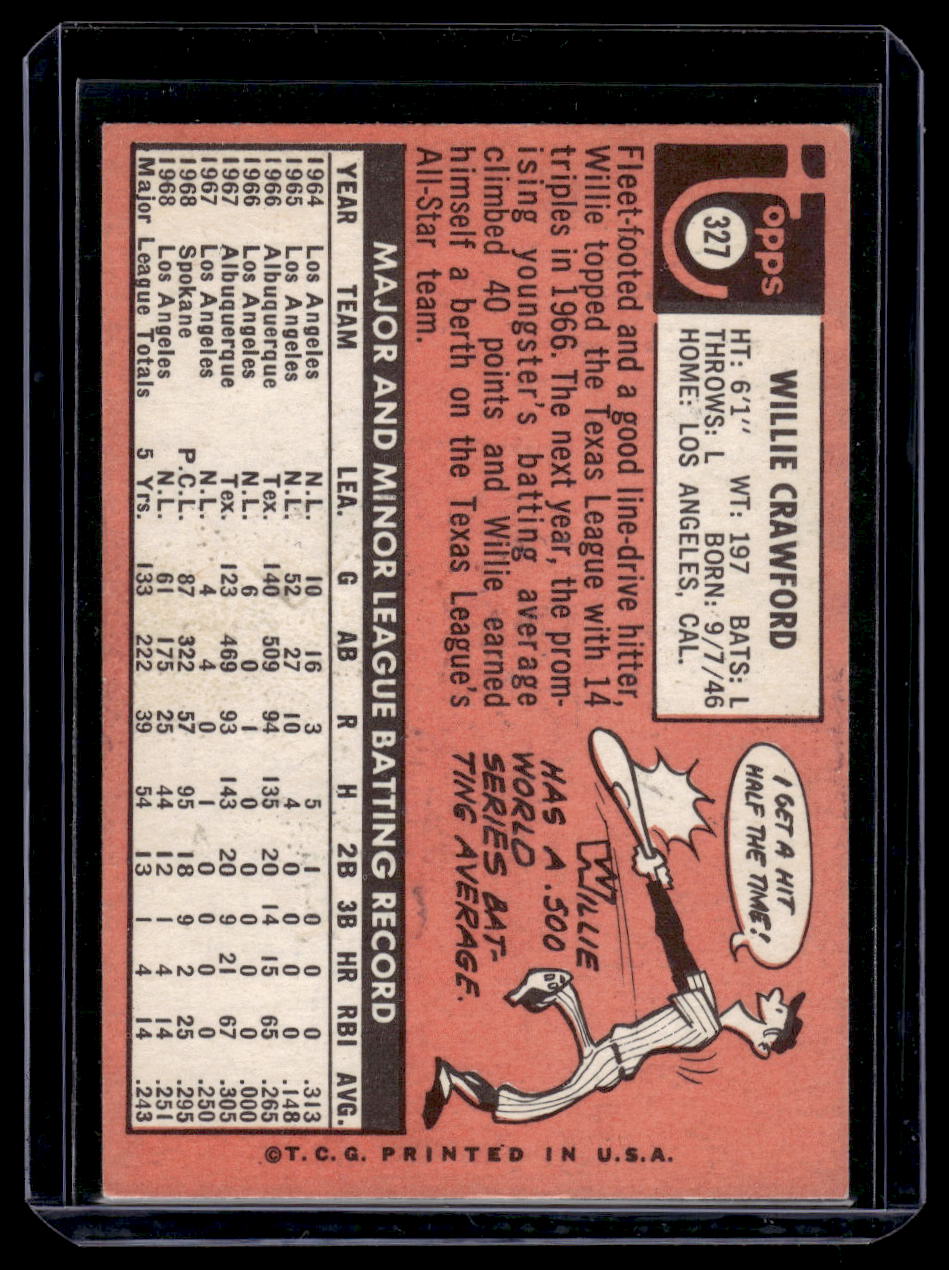 Topps
327
WILLIE CRAWFORD
HT: 6'1" WT: 197 BATS: L
THROWS: L BORN: 9/7/46
HOME: LOS ANGELES, CAL.
Fleet-footed and a good line-drive hitter,
Willie topped the Texas League with 14
triples in 1966. The next year, the prom-
ising youngster's batting average
climbed 40 points and Willie earned
himself a berth on the Texas League's
All-Star team.
I GET A HIT
HALF THE TIME!
WILLIE
HAS A .500
WORLD
SERIES BAT-
TING AVERAGE.
MAJOR AND MINOR LEAGUE BATTING RECORD
YEAR TEAM LEA. G AB R H 2B 3B HR RBI AVG.
1964 Los Angeles N.L. 10 16 3 5 1 0 0 0 .313
1965 Los Angeles N.L. 52 27 10 4 0 0 0 0 .148
1966 Albuquerque Tex. 140 509 94 135 20 14 15 65 .265
1966 Los Angeles N.L. 6 0 1 0 0 0 0 0 .000
1967 Albuquerque Tex. 123 469 93 143 20 9 21 67 .305
1967 Los Angeles N.L. 4 4 0 1 0 0 0 0 .250
1968 Spokane P.C.L. 87 322 57 95 18 9 2 25 .295
1968 Los Angeles N.L. 61 175 25 44 12 1 4 14 .251
Major League Totals 5 Yrs. 133 222 39 54 13 1 4 14 .243
©T.C.G. PRINTED IN U.S.A.